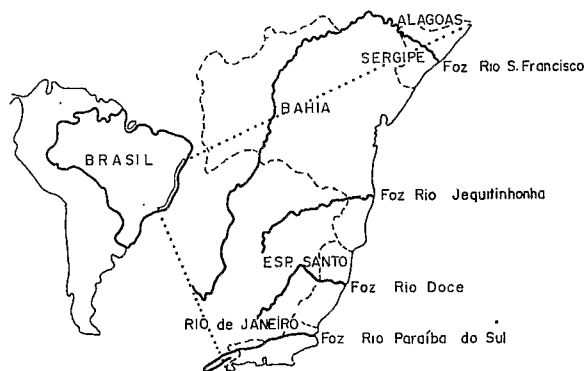 ALAGOAS
SERGIPE
Foz Rio S. Francisco
BAHIA
BRASIL
Foz Rio Jequitinhonha
ESP. SANTO
Foz Rio Doce
RIO de JANEIRO
Foz Rio Paraíba do Sul